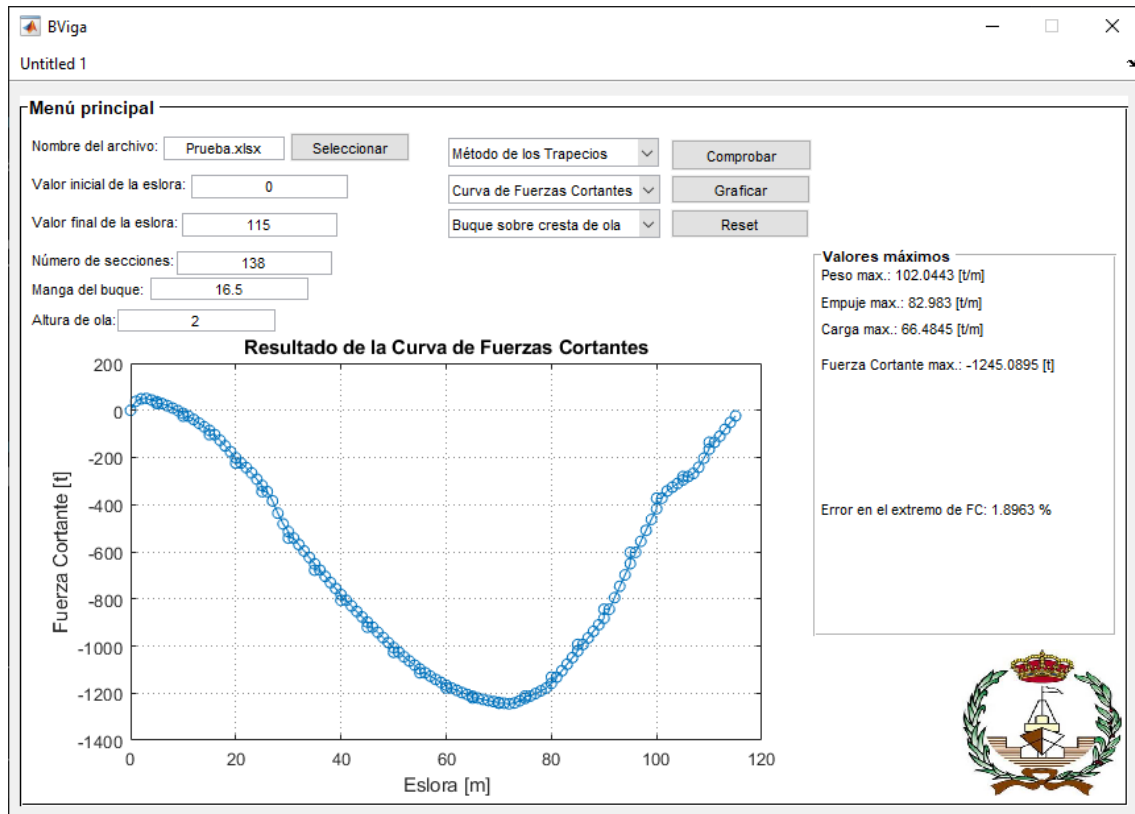 BViga
Untitled 1
Menú principal
Nombre del archivo: Prueba.xlsx Seleccionar
Método de los Trapecios Comprobar
Valor inicial de la eslora: 0
Curva de Fuerzas Cortantes Graficar
Valor final de la eslora: 115
Buque sobre cresta de ola Reset
Número de secciones: 138
Manga del buque: 16.5
Altura de ola: 2
Valores máximos
Peso max.: 102.0443 [t/m]
Empuje max.: 82.983 [t/m]
Carga max.: 66.4845 [t/m]
Fuerza Cortante max.: -1245.0895 [t]
Error en el extremo de FC: 1.8963 %
Resultado de la Curva de Fuerzas Cortantes
Fuerza Cortante [t]
200
0
-200
-400
-600
-800
-1000
-1200
-1400
0 20 40 60 80 100 120
Eslora [m]